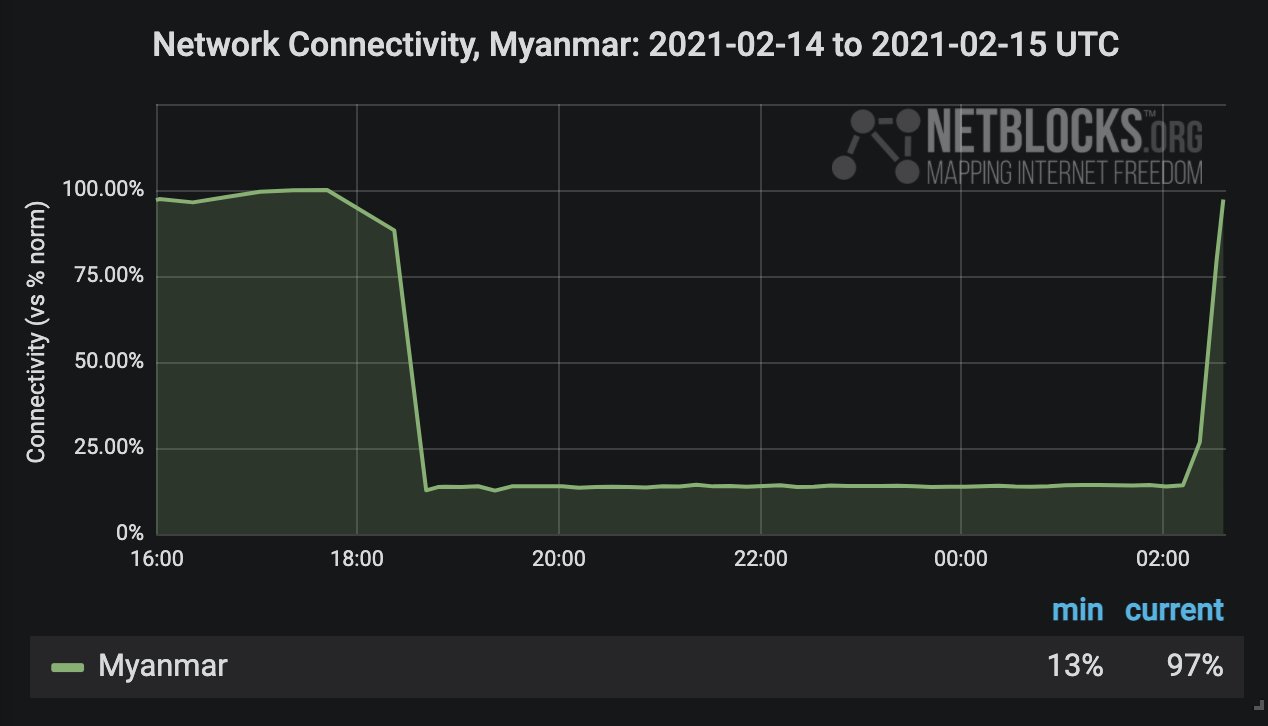 Network Connectivity, Myanmar: 2021-02-14 to 2021-02-15 UTC
NETBLOCKS.ORG™
MAPPING INTERNET FREEDOM
Connectivity (vs % norm)
100.00%
75.00%
50.00%
25.00%
0%
16:00 18:00 20:00 22:00 00:00 02:00
min current
Myanmar 13% 97%